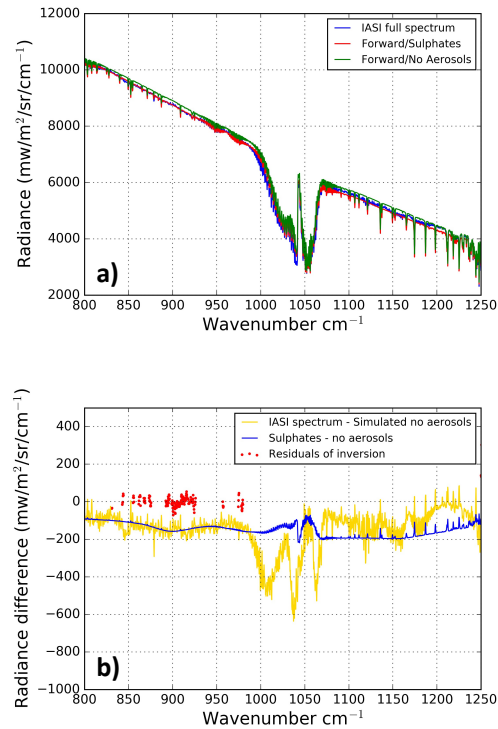 12000
10000
8000
6000
4000
2000
Radiance (mw/m²/sr/cm⁻¹)
IASI full spectrum
Forward/Sulphates
Forward/No Aerosols
a)
800 850 900 950 1000 1050 1100 1150 1200 1250
Wavenumber cm⁻¹
400
200
0
−200
−400
−600
−800
−1000
Radiance difference (mw/m²/sr/cm⁻¹)
IASI spectrum - Simulated no aerosols
Sulphates - no aerosols
Residuals of inversion
b)
800 850 900 950 1000 1050 1100 1150 1200 1250
Wavenumber cm⁻¹